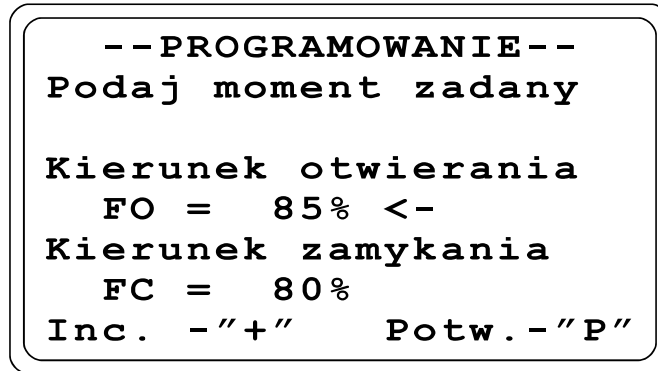 --PROGRAMOWANIE--
Podaj moment zadany
Kierunek otwierania
FO = 85% <-
Kierunek zamykania
FC = 80%
Inc. -"+" Potw.-"P"